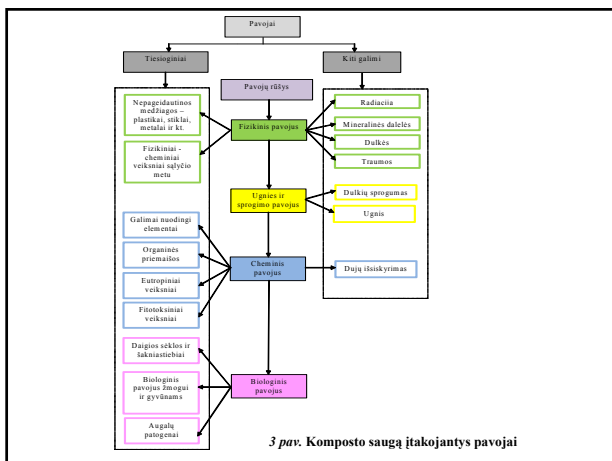 Pavojai
Tiesioginiai
Kiti galimi
Pavojų rūšys
Nepageidautinos
medžiagos –
plastikai, stiklai,
metalai ir kt.
Fizikiniai -
cheminiai
veiksniai sąlyčio
metu
Fizikinis pavojus
Radiacija
Mineralinės dalelės
Dulkės
Traumos
Ugnies ir
sprogimo pavojus
Dulkių sprogumas
Ugnis
Galimai nuodingi
elementai
Organinės
priemaišos
Eutropiniai
veiksniai
Fitotoksiniai
veiksniai
Cheminis
pavojus
Dujų išsiskyrimas
Daigios sėklos ir
šakniastiebiai
Biologinis
pavojus žmogui
ir gyvūnams
Augalų
patogenai
Biologinis
pavojus
3 pav. Komposto saugą įtakojantys pavojai